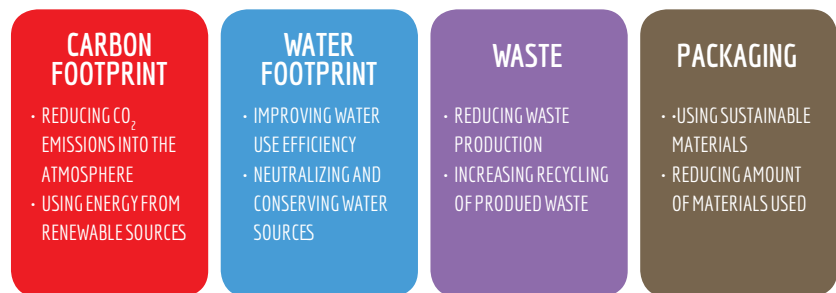 CARBON
FOOTPRINT
· REDUCING CO₂
EMISSIONS INTO THE
ATMOSPHERE
· USING ENERGY FROM
RENEWABLE SOURCES
WATER
FOOTPRINT
· IMPROVING WATER
USE EFFICIENCY
· NEUTRALIZING AND
CONSERVING WATER
SOURCES
WASTE
· REDUCING WASTE
PRODUCTION
· INCREASING RECYCLING
OF PRODUED WASTE
PACKAGING
· ·USING SUSTAINABLE
MATERIALS
· REDUCING AMOUNT
OF MATERIALS USED